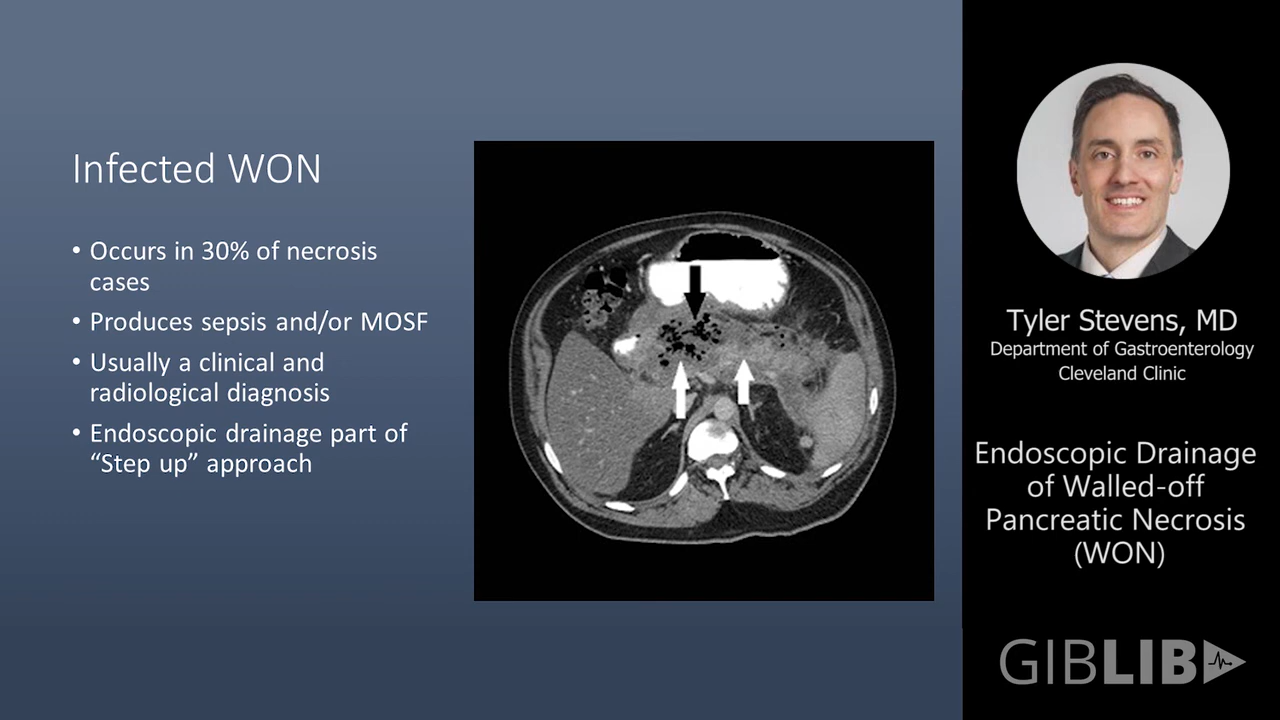 Infected WON
• Occurs in 30% of necrosis
cases
• Produces sepsis and/or MOSF
• Usually a clinical and
radiological diagnosis
• Endoscopic drainage part of
“Step up” approach
Tyler Stevens, MD
Department of Gastroenterology
Cleveland Clinic
Endoscopic Drainage
of Walled-off
Pancreatic Necrosis
(WON)
GIBLIB